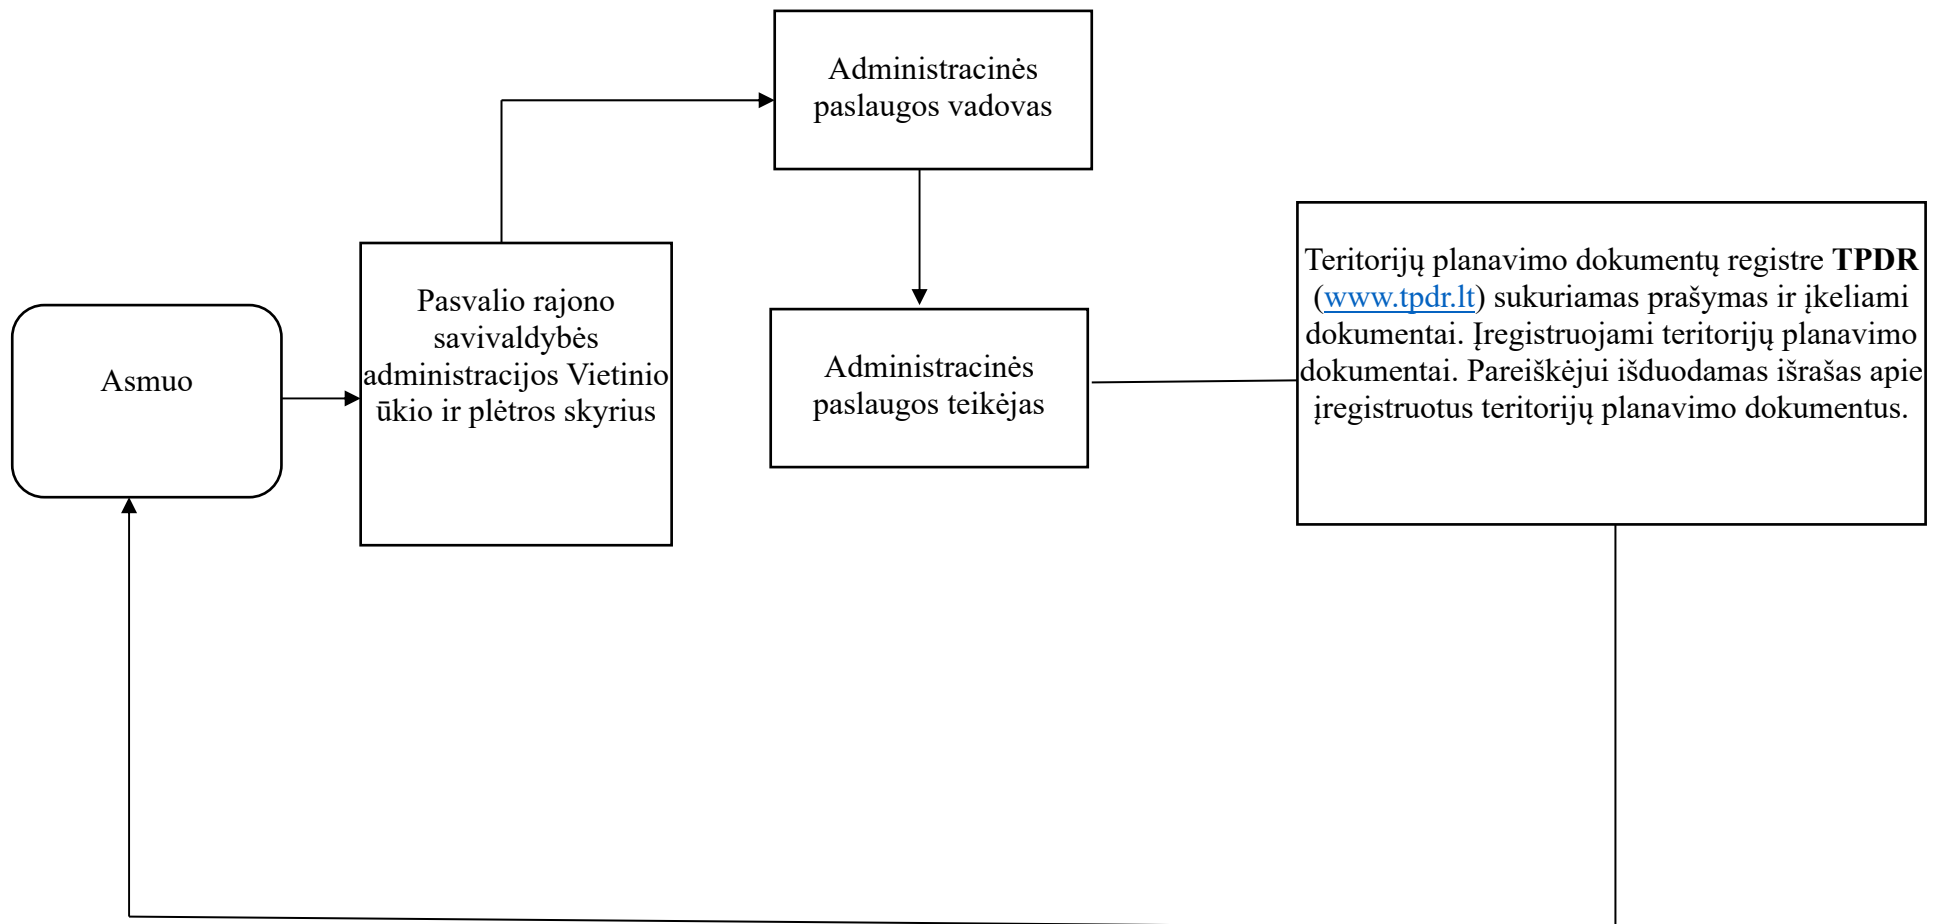 Administracinės
paslaugos vadovas
Asmuo
Pasvalio rajono
savivaldybės
administracijos Vietinio
ūkio ir plėtros skyrius
Administracinės
paslaugos teikėjas
Teritorijų planavimo dokumentų registre TPDR
(www.tpdr.lt) sukuriamas prašymas ir įkeliami
dokumentai. Įregistruojami teritorijų planavimo
dokumentai. Pareiškėjui išduodamas išrašas apie
įregistruotus teritorijų planavimo dokumentus.